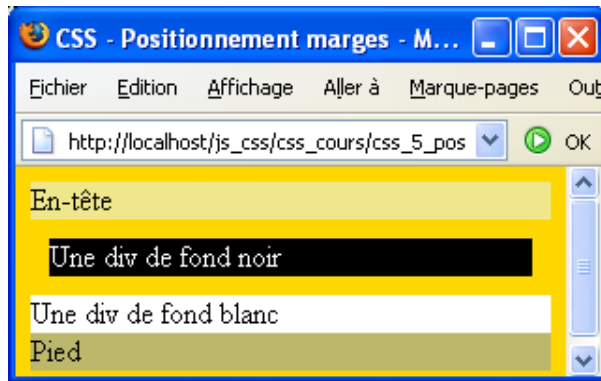 CSS - Positionnement marges - M...
Fichier Edition Affichage Aller à Marque-pages
http://localhost/js_css/css_cours/css_5_pos OK
En-tête
Une div de fond noir
Une div de fond blanc
Pied